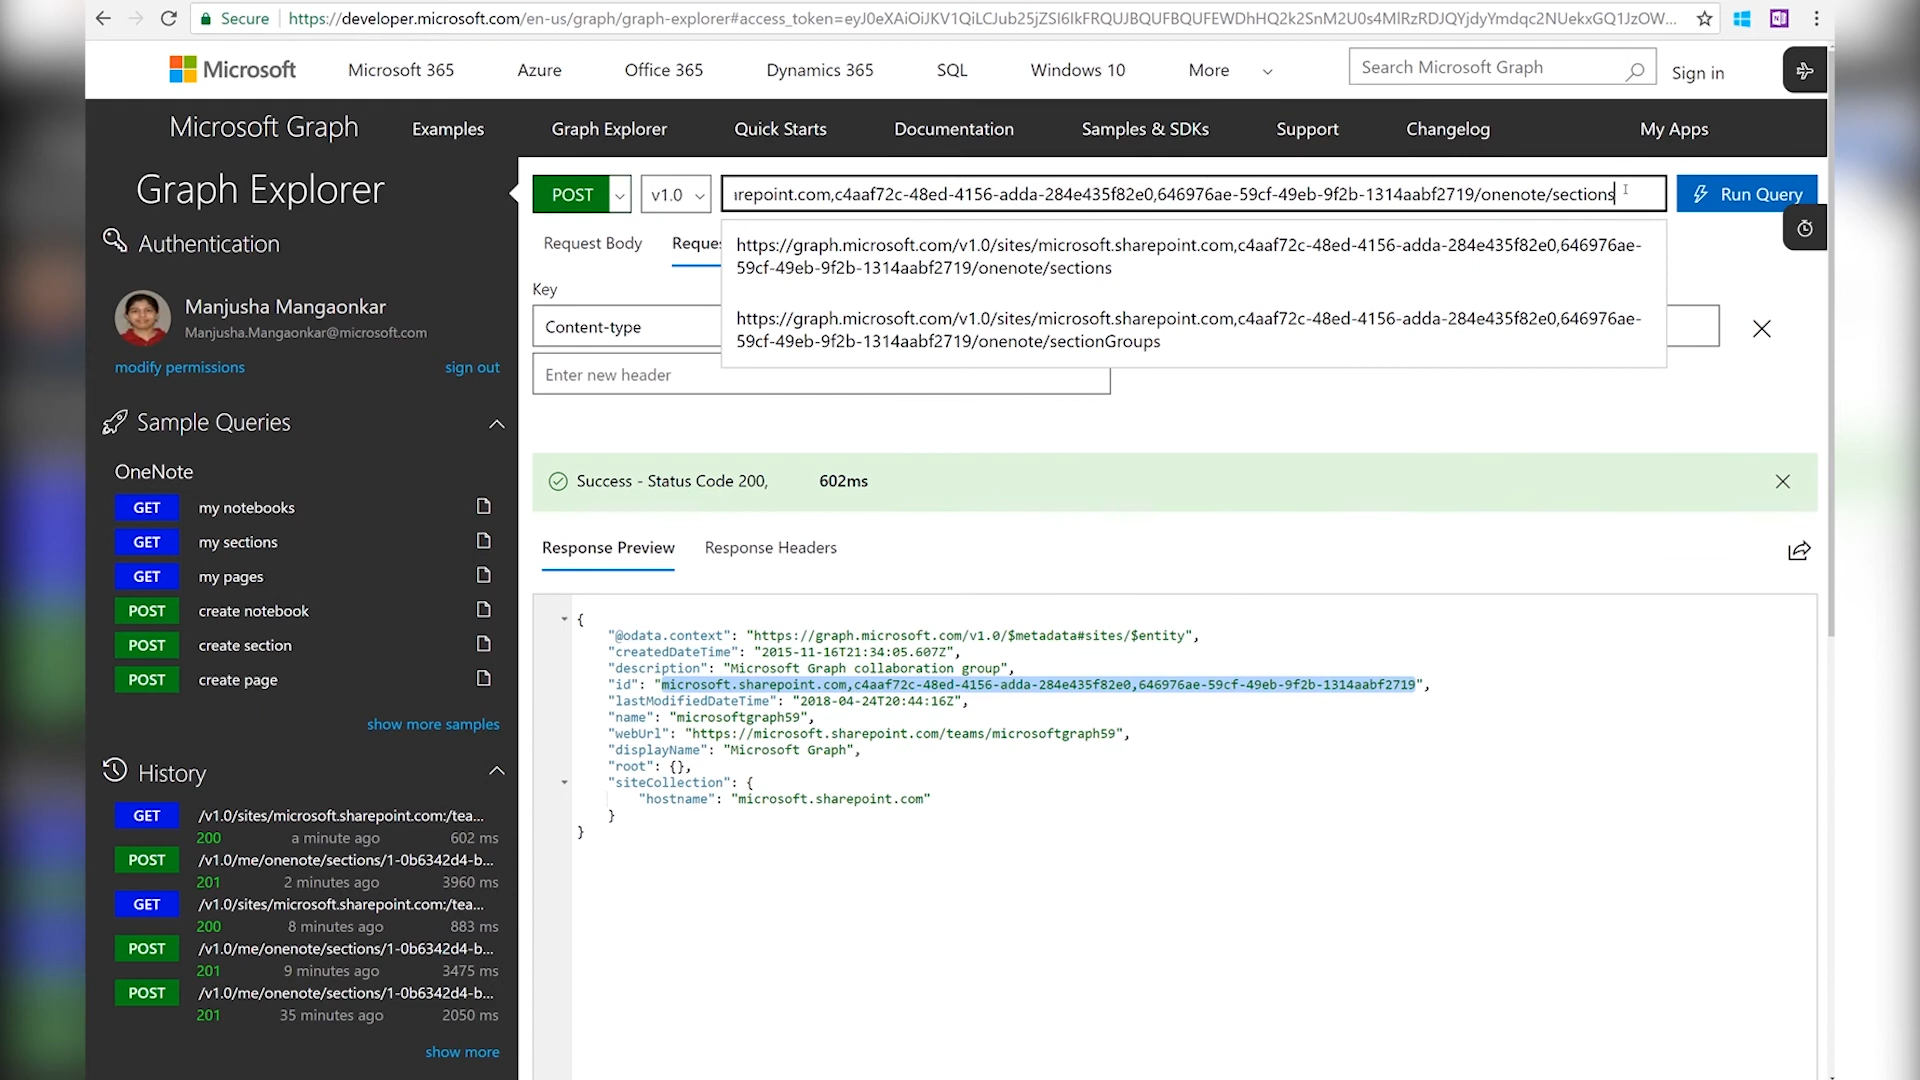 Secure
Microsoft
Microsoft 365
Azure
Office 365
Dynamics 365
SQL
Windows 10
More
Search Microsoft Graph
Sign in
Microsoft Graph
Examples
Graph Explorer
Quick Starts
Documentation
Samples & SDKs
Support
Changelog
My Apps
Graph Explorer
Authentication
Manjusha Mangaonkar
Manjusha.Mangaonkar@microsoft.com
modify permissions
sign out
Sample Queries
OneNote
GET my notebooks
GET my sections
GET my pages
POST create notebook
POST create section
POST create page
show more samples
History
GET /v1.0/sites/microsoft.sharepoint.com:/tea...
200 a minute ago 602 ms
POST /v1.0/me/onenote/sections/1-0b6342d4-b...
201 2 minutes ago 3960 ms
GET /v1.0/sites/microsoft.sharepoint.com:/tea...
200 8 minutes ago 883 ms
POST /v1.0/me/onenote/sections/1-0b6342d4-b...
201 9 minutes ago 3475 ms
POST /v1.0/me/onenote/sections/1-0b6342d4-b...
201 35 minutes ago 2050 ms
show more
POST
v1.0
arepoint.com,c4aaf72c-48ed-4156-adda-284e435f82e0,646976ae-59cf-49eb-9f2b-1314aabf2719/onenote/sections
Run Query
https://graph.microsoft.com/v1.0/sites/microsoft.sharepoint.com,c4aaf72c-48ed-4156-adda-284e435f82e0,646976ae-
59cf-49eb-9f2b-1314aabf2719/onenote/sections
https://graph.microsoft.com/v1.0/sites/microsoft.sharepoint.com,c4aaf72c-48ed-4156-adda-284e435f82e0,646976ae-
59cf-49eb-9f2b-1314aabf2719/onenote/sectionGroups
Request Body
Reque
Key
Content-type
Enter new header
Success - Status Code 200, 602ms
Response Preview
Response Headers
{
"@odata.context": "https://graph.microsoft.com/v1.0/$metadata#sites/$entity",
"createdDateTime": "2015-11-16T21:34:05.607Z",
"description": "Microsoft Graph collaboration group",
"id": "microsoft.sharepoint.com,c4aaf72c-48ed-4156-adda-284e435f82e0,646976ae-59cf-49eb-9f2b-1314aabf2719",
"lastModifiedDateTime": "2018-04-24T20:44:16Z",
"name": "microsoftgraph59",
"webUrl": "https://microsoft.sharepoint.com/teams/microsoftgraph59",
"displayName": "Microsoft Graph",
"root": {},
"siteCollection": {
"hostname": "microsoft.sharepoint.com"
}
}